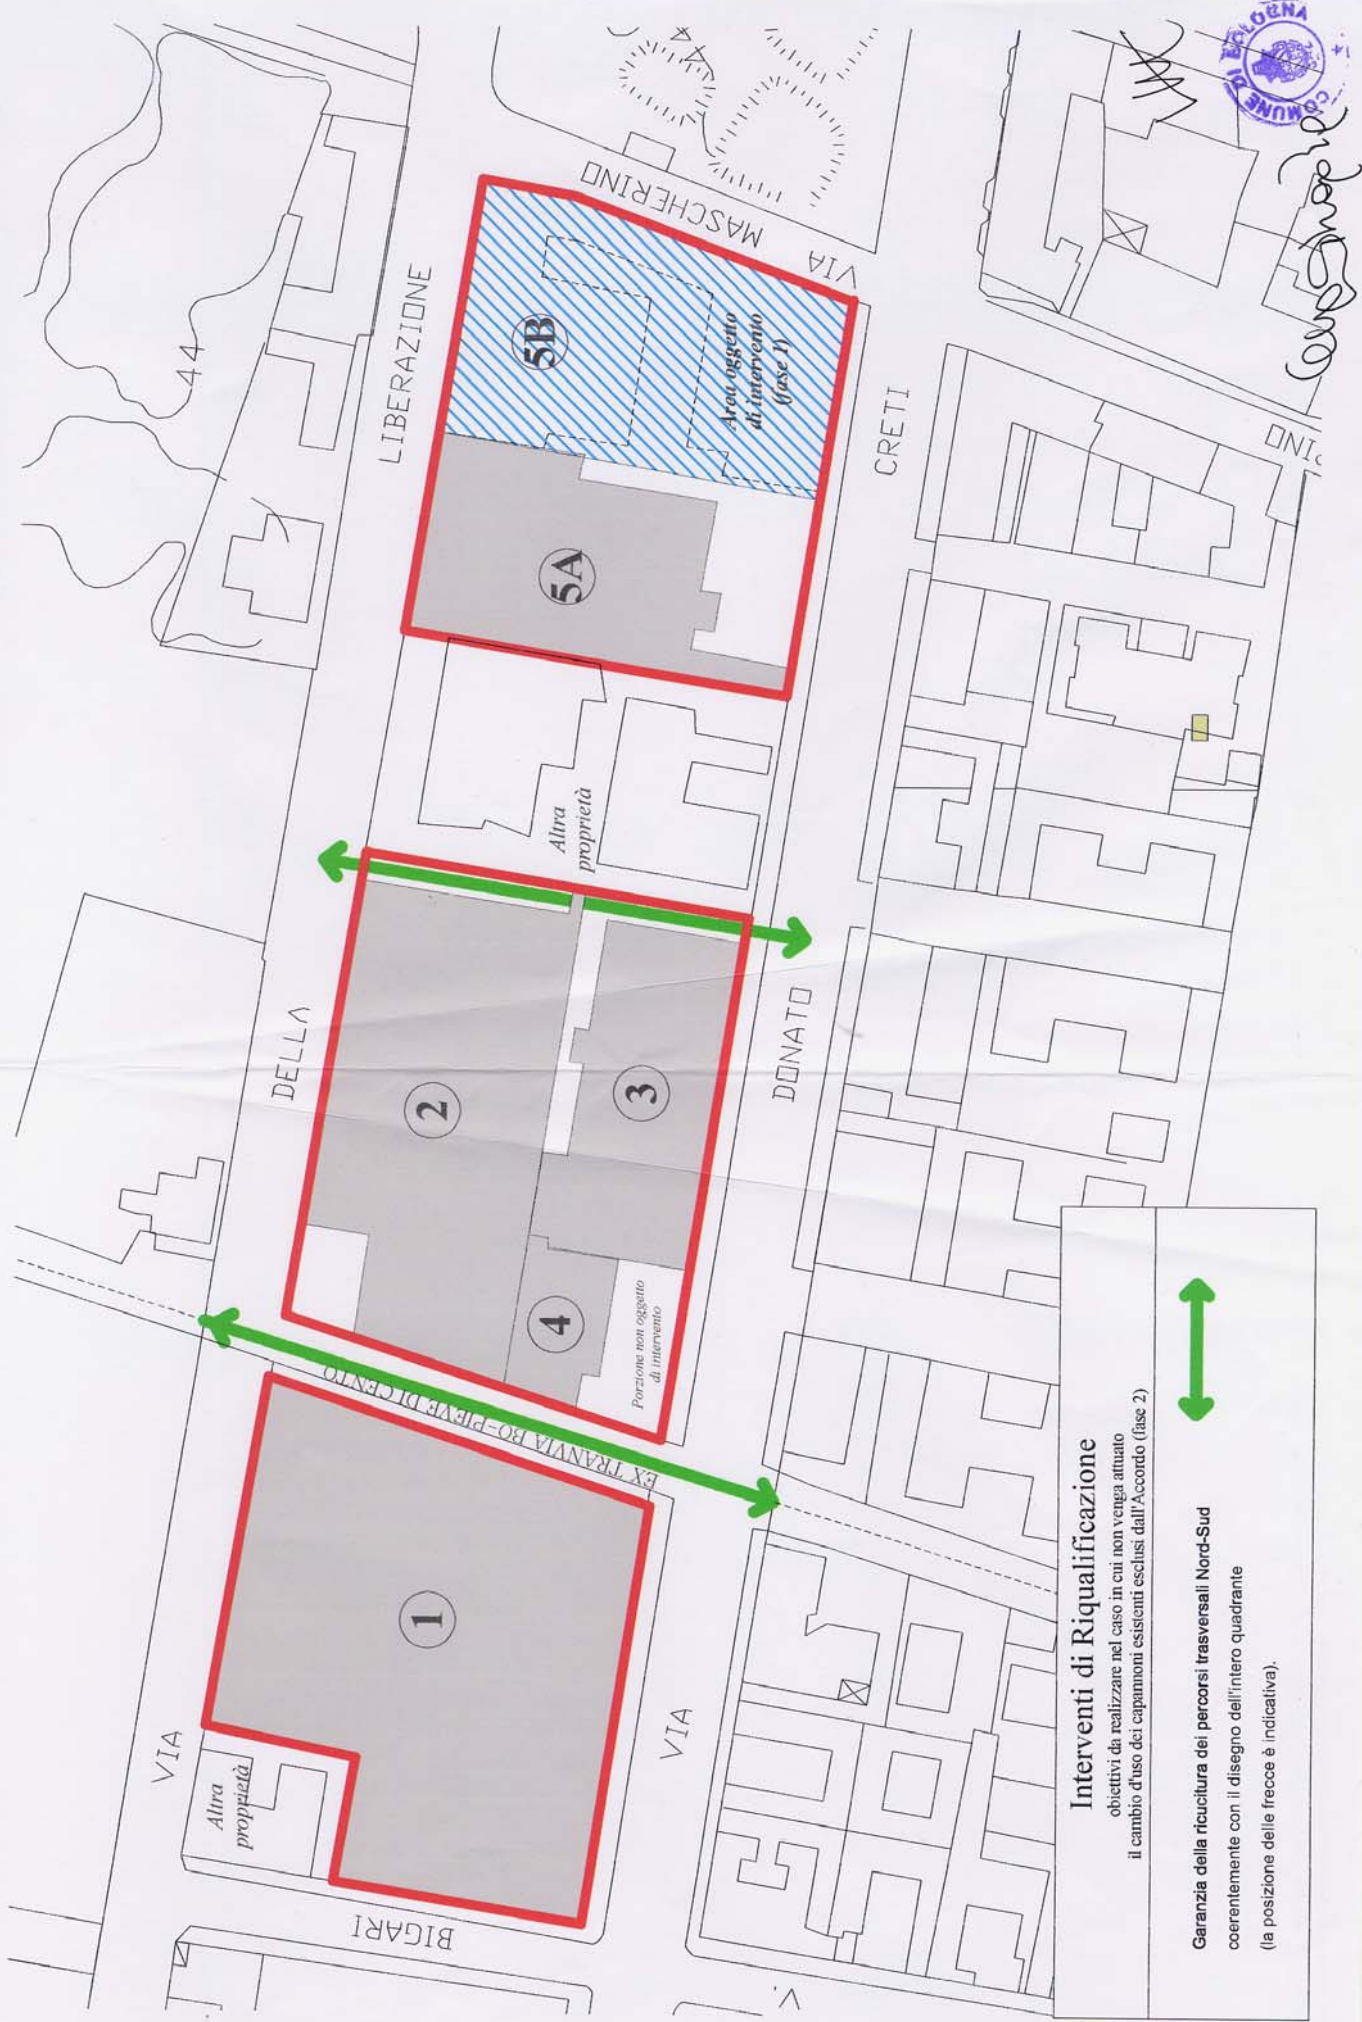 COMUNE DI BOLOGNA
VIA
DELLA
LIBERAZIONE
VIA
MASCHERINO
BIGARI
EX TRANVIA BO-PIEVE DI CENTO
VIA
DONATO
CRETI
V.
44
Altra
proprietà
1
2
3
4
Porzione non oggetto
di intervento
Altra
proprietà
5A
5B
Area oggetto
di intervento
(fase 1)
Interventi di Riqualificazione
obiettivi da realizzare nel caso in cui non venga attuato
il cambio d'uso dei capannoni esistenti esclusi dall'Accordo (fase 2)
Garanzia della ricucitura dei percorsi trasversali Nord-Sud
coerentemente con il disegno dell'intero quadrante
(la posizione delle frecce è indicativa).